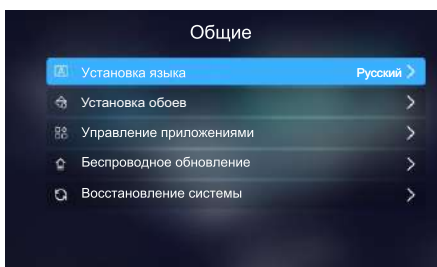 Общие
Установка языка Русский
Установка обоев
Управление приложениями
Беспроводное обновление
Восстановление системы